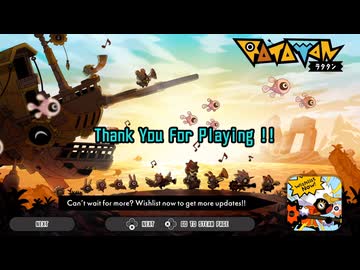 RATATAN
ラタタン
Thank You For Playing !!
Can't wait for more? Wishlist now to get more updates!!
NEXT
NEXT
GO TO STEAM PAGE